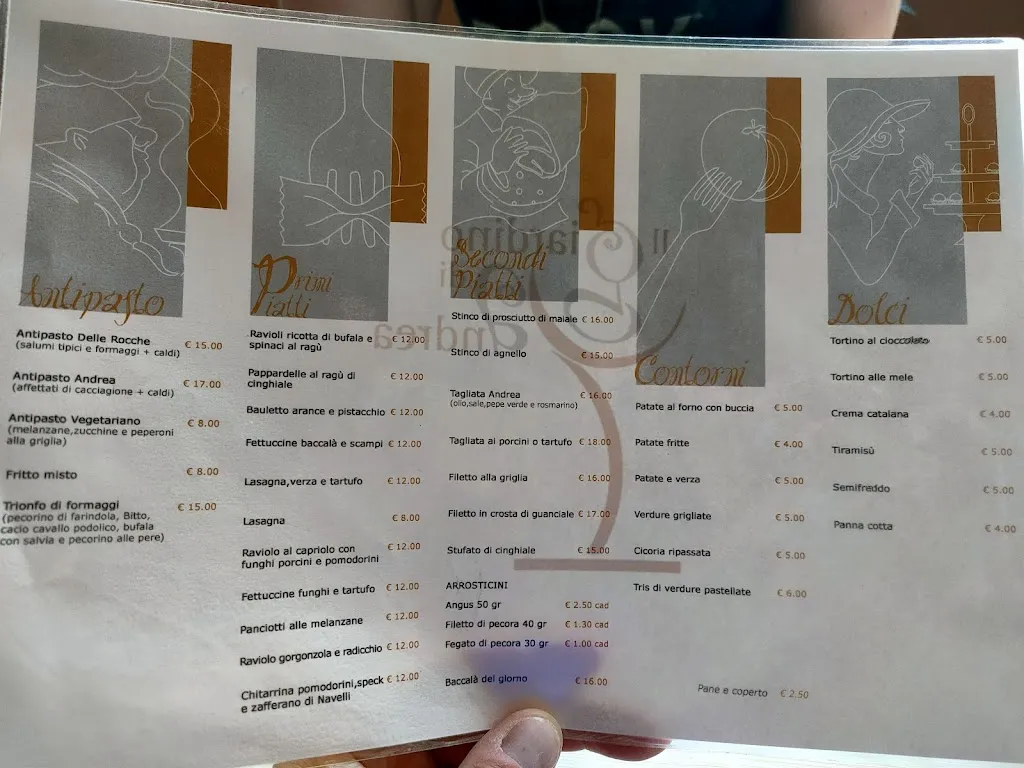 Antipasto
Antipasto Delle Rocche € 15.00
(salumi tipici e formaggi + caldi)
Antipasto Andrea € 17.00
(affettati di cacciagione + caldi)
Antipasto Vegetariano € 8.00
(melanzane,zucchine e peperoni
alla griglia)
Fritto misto € 8.00
Trionfo di formaggi € 15.00
(pecorino di farindola, Bitto,
cacio cavallo podolico, bufala
con salvia e pecorino alle pere)
Primi
Piatti
Ravioli ricotta di bufala e € 12.00
spinaci al ragù
Pappardelle al ragù di € 12.00
cinghiale
Bauletto arance e pistacchio € 12.00
Fettuccine baccalà e scampi € 12.00
Lasagna,verza e tartufo € 12.00
Lasagna € 8.00
Raviolo al capriolo con € 12.00
funghi porcini e pomodorini
Fettuccine funghi e tartufo € 12.00
Panciotti alle melanzane € 12.00
Raviolo gorgonzola e radicchio € 12.00
Chitarrina pomodorini,speck € 12.00
e zafferano di Navelli
Secondi
Piatti
Stinco di prosciutto di maiale € 16.00
Stinco di agnello € 15.00
Tagliata Andrea € 16.00
(olio,sale,pepe verde e rosmarino)
Tagliata ai porcini o tartufo € 18.00
Filetto alla griglia € 16.00
Filetto in crosta di guanciale € 17.00
Stufato di cinghiale € 15.00
ARROSTICINI
Angus 50 gr € 2.50 cad
Filetto di pecora 40 gr € 1.30 cad
Fegato di pecora 30 gr € 1.00 cad
Baccalà del giorno € 16.00
Contorni
Patate al forno con buccia € 5.00
Patate fritte € 4.00
Patate e verza € 5.00
Verdure grigliate € 5.00
Cicoria ripassata € 5.00
Tris di verdure pastellate € 6.00
Pane e coperto € 2.50
Dolci
Tortino al cioccolato € 5.00
Tortino alle mele € 5.00
Crema catalana € 4.00
Tiramisù € 5.00
Semifreddo € 5.00
Panna cotta € 4.00
Il Giardino
di
Andrea